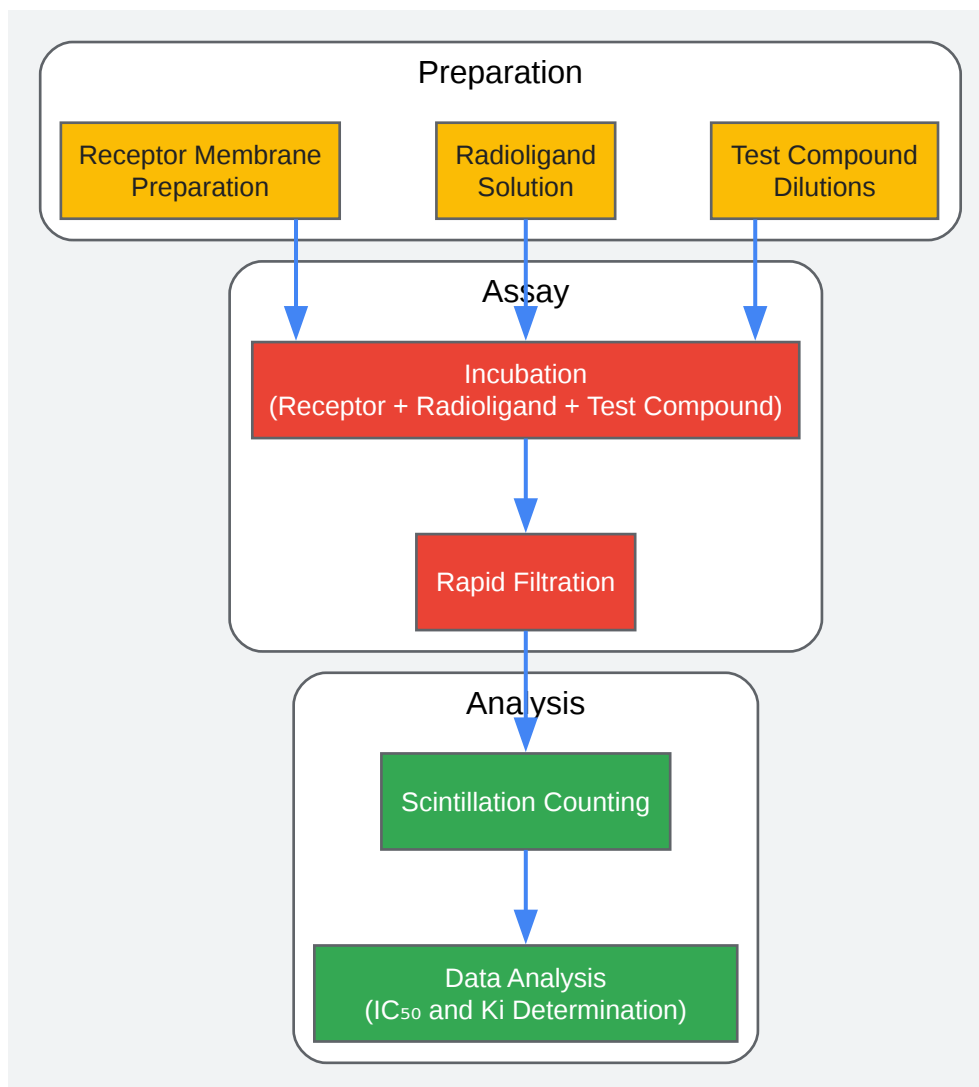 Preparation
Receptor Membrane
Preparation
Radioligand
Solution
Test Compound
Dilutions
Assay
Incubation
(Receptor + Radioligand + Test Compound)
Rapid Filtration
Analysis
Scintillation Counting
Data Analysis
(IC₅₀ and Ki Determination)